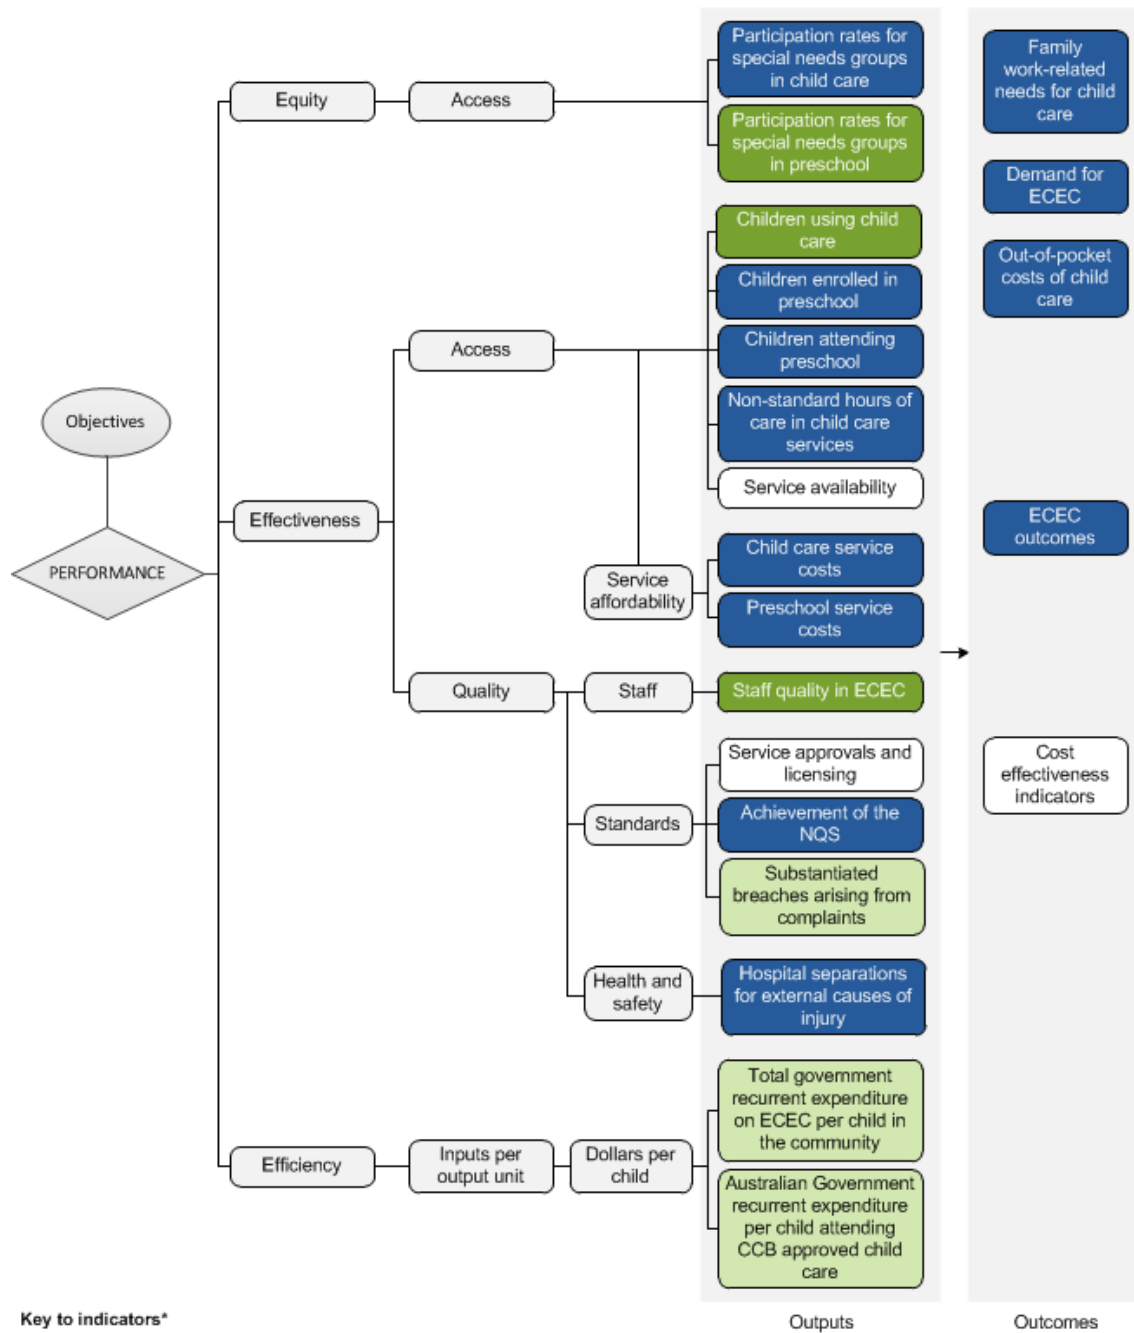 Objectives
PERFORMANCE
Equity
Access
Participation rates for
special needs groups
in child care
Participation rates for
special needs groups
in preschool
Effectiveness
Access
Children using child
care
Children enrolled in
preschool
Children attending
preschool
Non-standard hours of
care in child care
services
Service availability
Service
affordability
Child care service
costs
Preschool service
costs
Quality
Staff
Staff quality in ECEC
Standards
Service approvals and
licensing
Achievement of the
NQS
Substantiated
breaches arising from
complaints
Health and
safety
Hospital separations
for external causes of
injury
Efficiency
Inputs per
output unit
Dollars per
child
Total government
recurrent expenditure
on ECEC per child in
the community
Australian Government
recurrent expenditure
per child attending
CCB approved child
care
Outputs
Family
work-related
needs for child
care
Demand for
ECEC
Out-of-pocket
costs of child
care
ECEC
outcomes
Cost
effectiveness
indicators
Outcomes
Key to indicators*